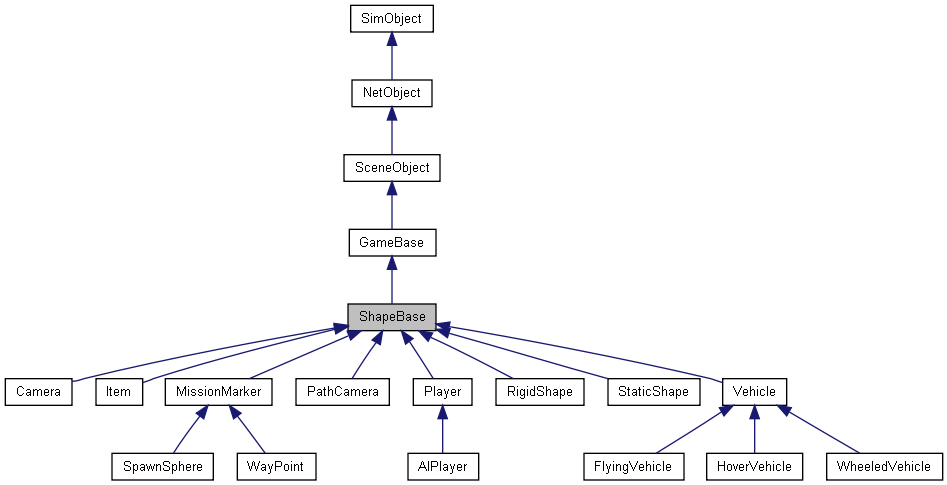 SimObject
NetObject
SceneObject
GameBase
ShapeBase
Camera
Item
MissionMarker
PathCamera
Player
RigidShape
StaticShape
Vehicle
SpawnSphere
WayPoint
AIPlayer
FlyingVehicle
HoverVehicle
WheeledVehicle